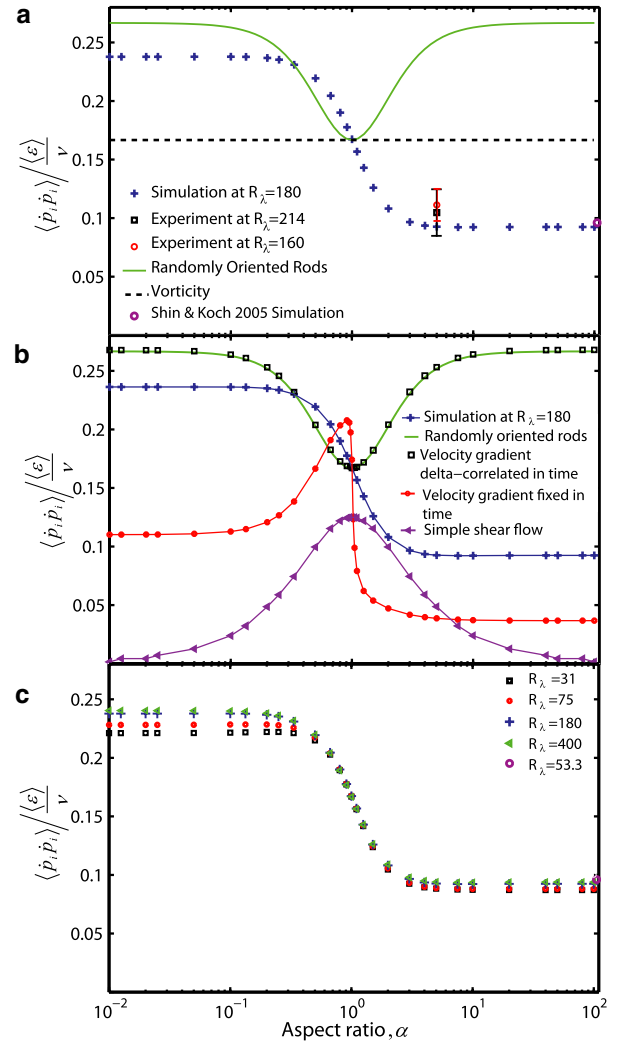 a
0.25
0.2
0.15
0.1
0.05
⟨ṗᵢṗᵢ⟩/⟨ε⟩/ν
Simulation at R_λ=180
Experiment at R_λ=214
Experiment at R_λ=160
Randomly Oriented Rods
Vorticity
Shin & Koch 2005 Simulation
b
0.25
0.2
0.15
0.1
0.05
⟨ṗᵢṗᵢ⟩/⟨ε⟩/ν
Simulation at R_λ=180
Randomly oriented rods
Velocity gradient
delta−correlated in time
Velocity gradient fixed in
time
Simple shear flow
c
0.25
0.2
0.15
0.1
0.05
⟨ṗᵢṗᵢ⟩/⟨ε⟩/ν
R_λ=31
R_λ=75
R_λ=180
R_λ=400
R_λ=53.3
10⁻² 10⁻¹ 10⁰ 10¹ 10²
Aspect ratio, α